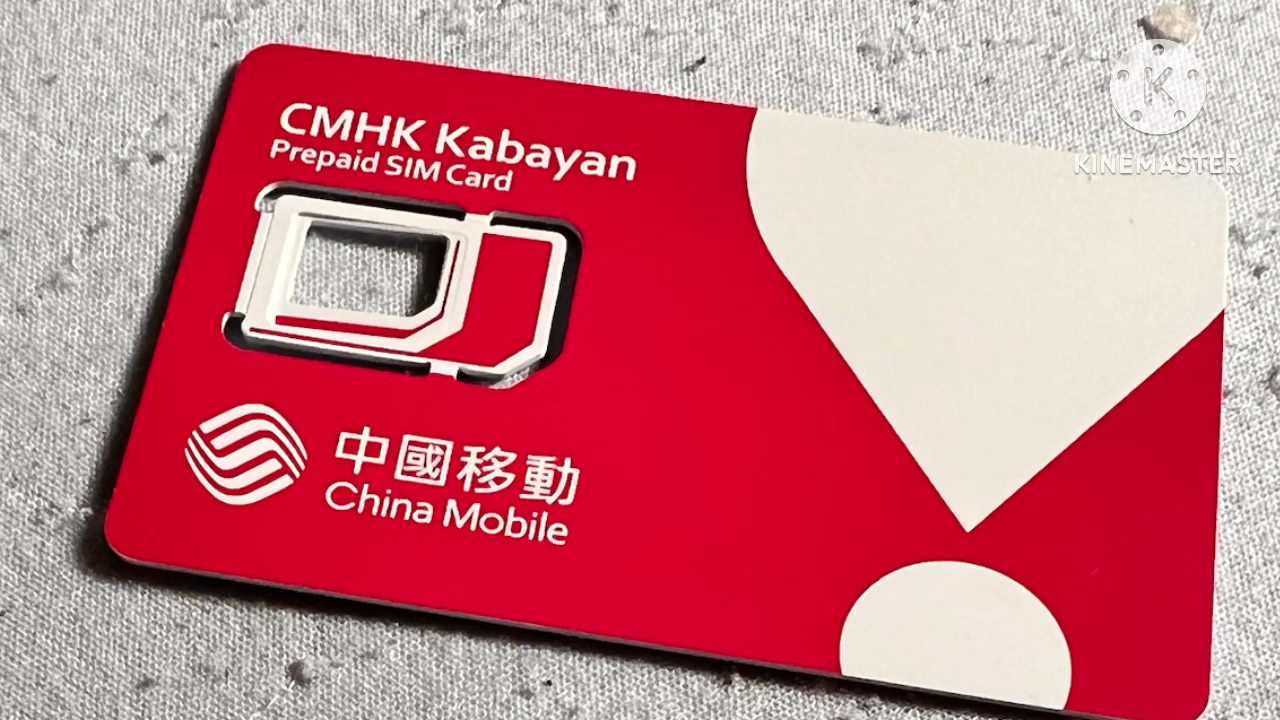 CMHK Kabayan
Prepaid SIM Card
中國移動
China Mobile
K
KINEMASTER